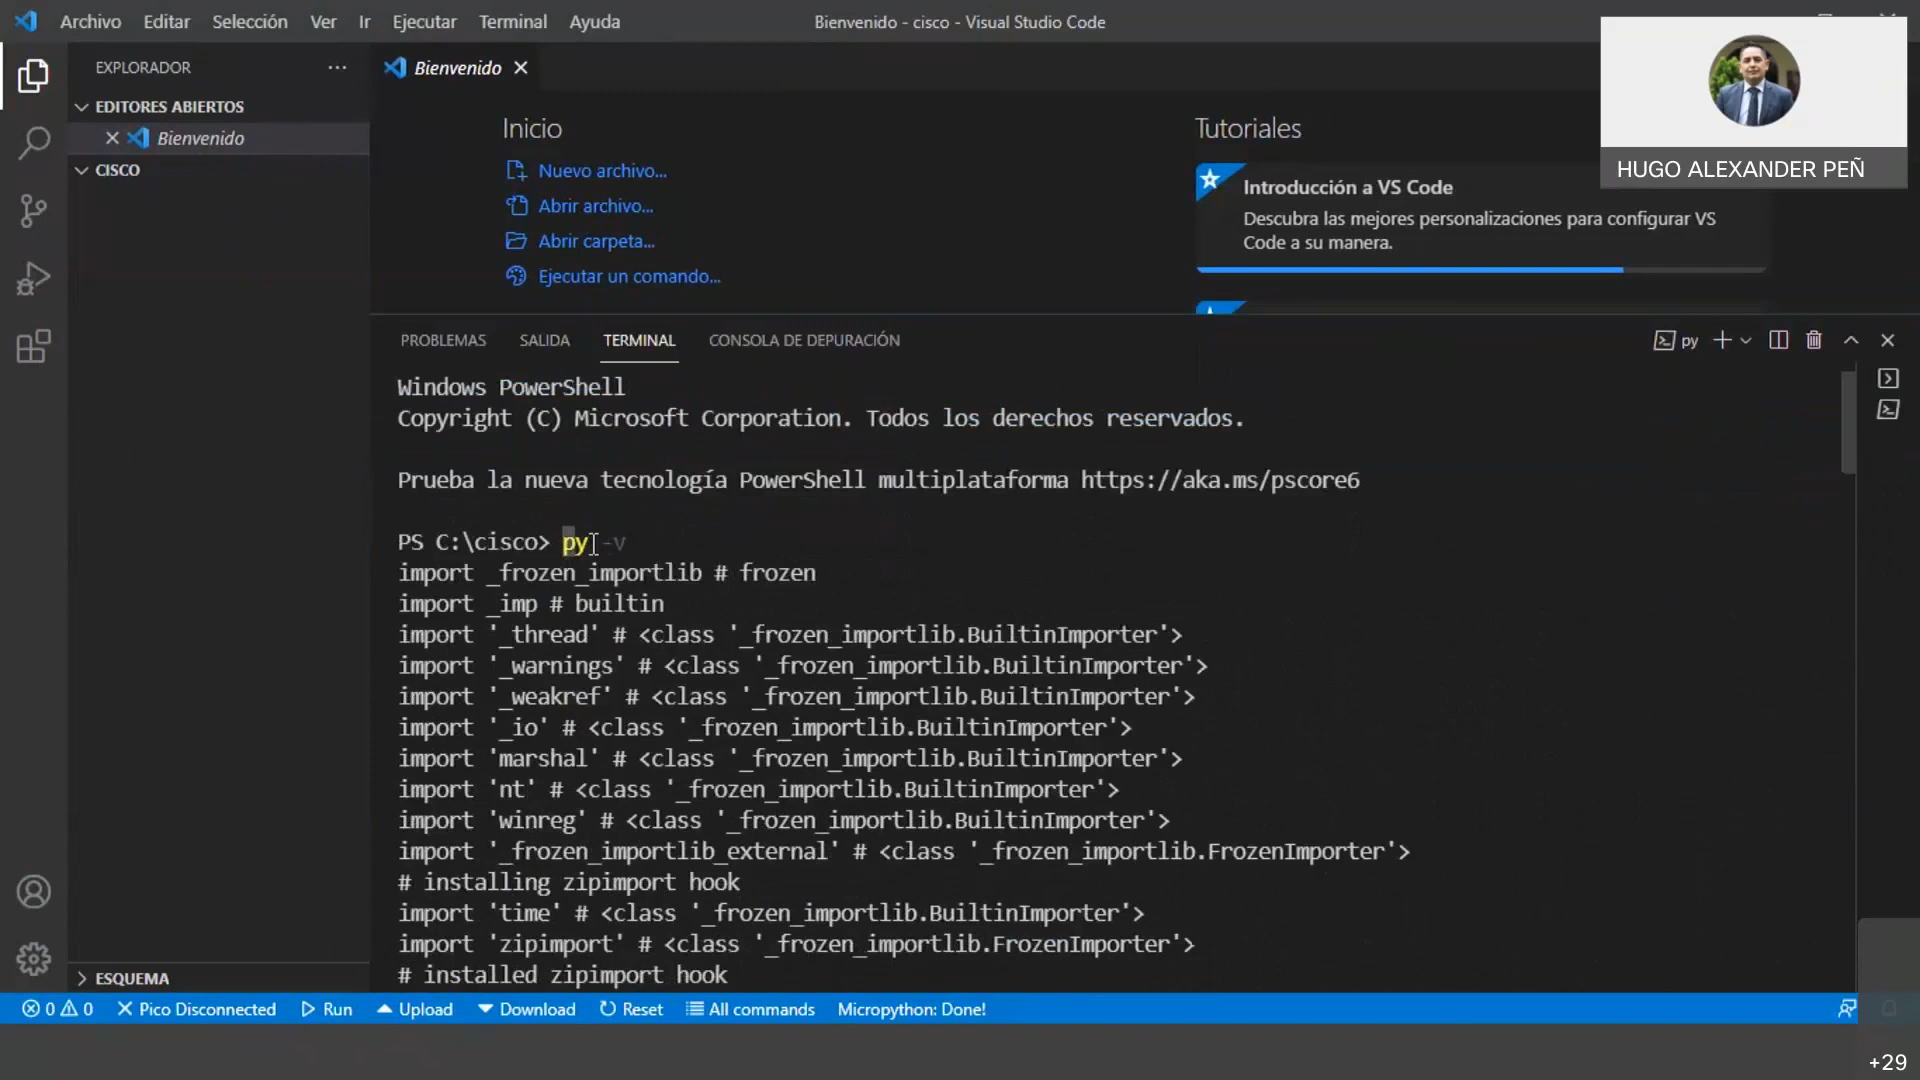 Archivo Editar Selección Ver Ir Ejecutar Terminal Ayuda
Bienvenido - cisco - Visual Studio Code
EXPLORADOR
EDITORES ABIERTOS
Bienvenido
CISCO
ESQUEMA
Bienvenido
Inicio
Nuevo archivo...
Abrir archivo...
Abrir carpeta...
Ejecutar un comando...
Tutoriales
Introducción a VS Code
Descubra las mejores personalizaciones para configurar VS
Code a su manera.
HUGO ALEXANDER PEÑ
PROBLEMAS SALIDA TERMINAL CONSOLA DE DEPURACIÓN
py
Windows PowerShell
Copyright (C) Microsoft Corporation. Todos los derechos reservados.
Prueba la nueva tecnología PowerShell multiplataforma https://aka.ms/pscore6
PS C:\cisco> py -v
import _frozen_importlib # frozen
import _imp # builtin
import '_thread' # <class '_frozen_importlib.BuiltinImporter'>
import '_warnings' # <class '_frozen_importlib.BuiltinImporter'>
import '_weakref' # <class '_frozen_importlib.BuiltinImporter'>
import '_io' # <class '_frozen_importlib.BuiltinImporter'>
import 'marshal' # <class '_frozen_importlib.BuiltinImporter'>
import 'nt' # <class '_frozen_importlib.BuiltinImporter'>
import 'winreg' # <class '_frozen_importlib.BuiltinImporter'>
import '_frozen_importlib_external' # <class '_frozen_importlib.FrozenImporter'>
# installing zipimport hook
import 'time' # <class '_frozen_importlib.BuiltinImporter'>
import 'zipimport' # <class '_frozen_importlib.FrozenImporter'>
# installed zipimport hook
0 0 Pico Disconnected Run Upload Download Reset All commands Micropython: Done!
+29